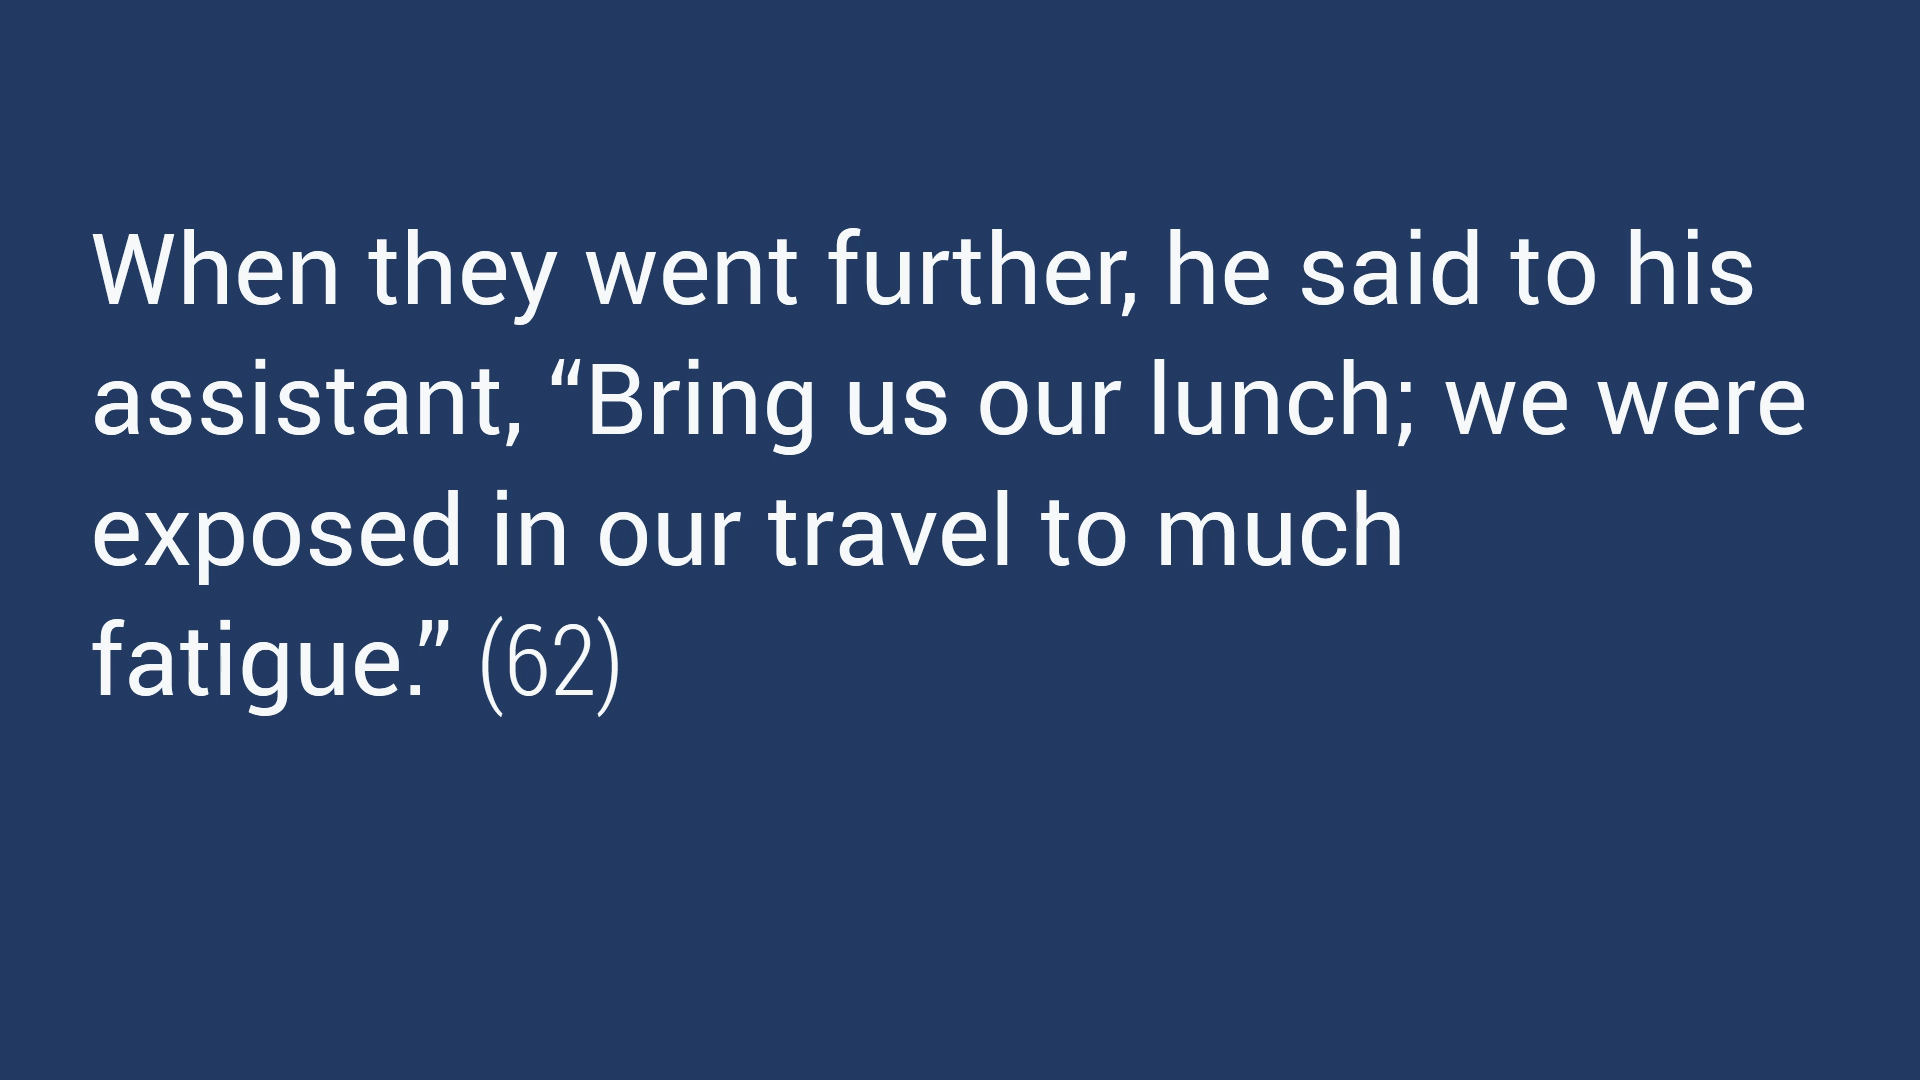 When they went further, he said to his
assistant, “Bring us our lunch; we were
exposed in our travel to much
fatigue.” (62)